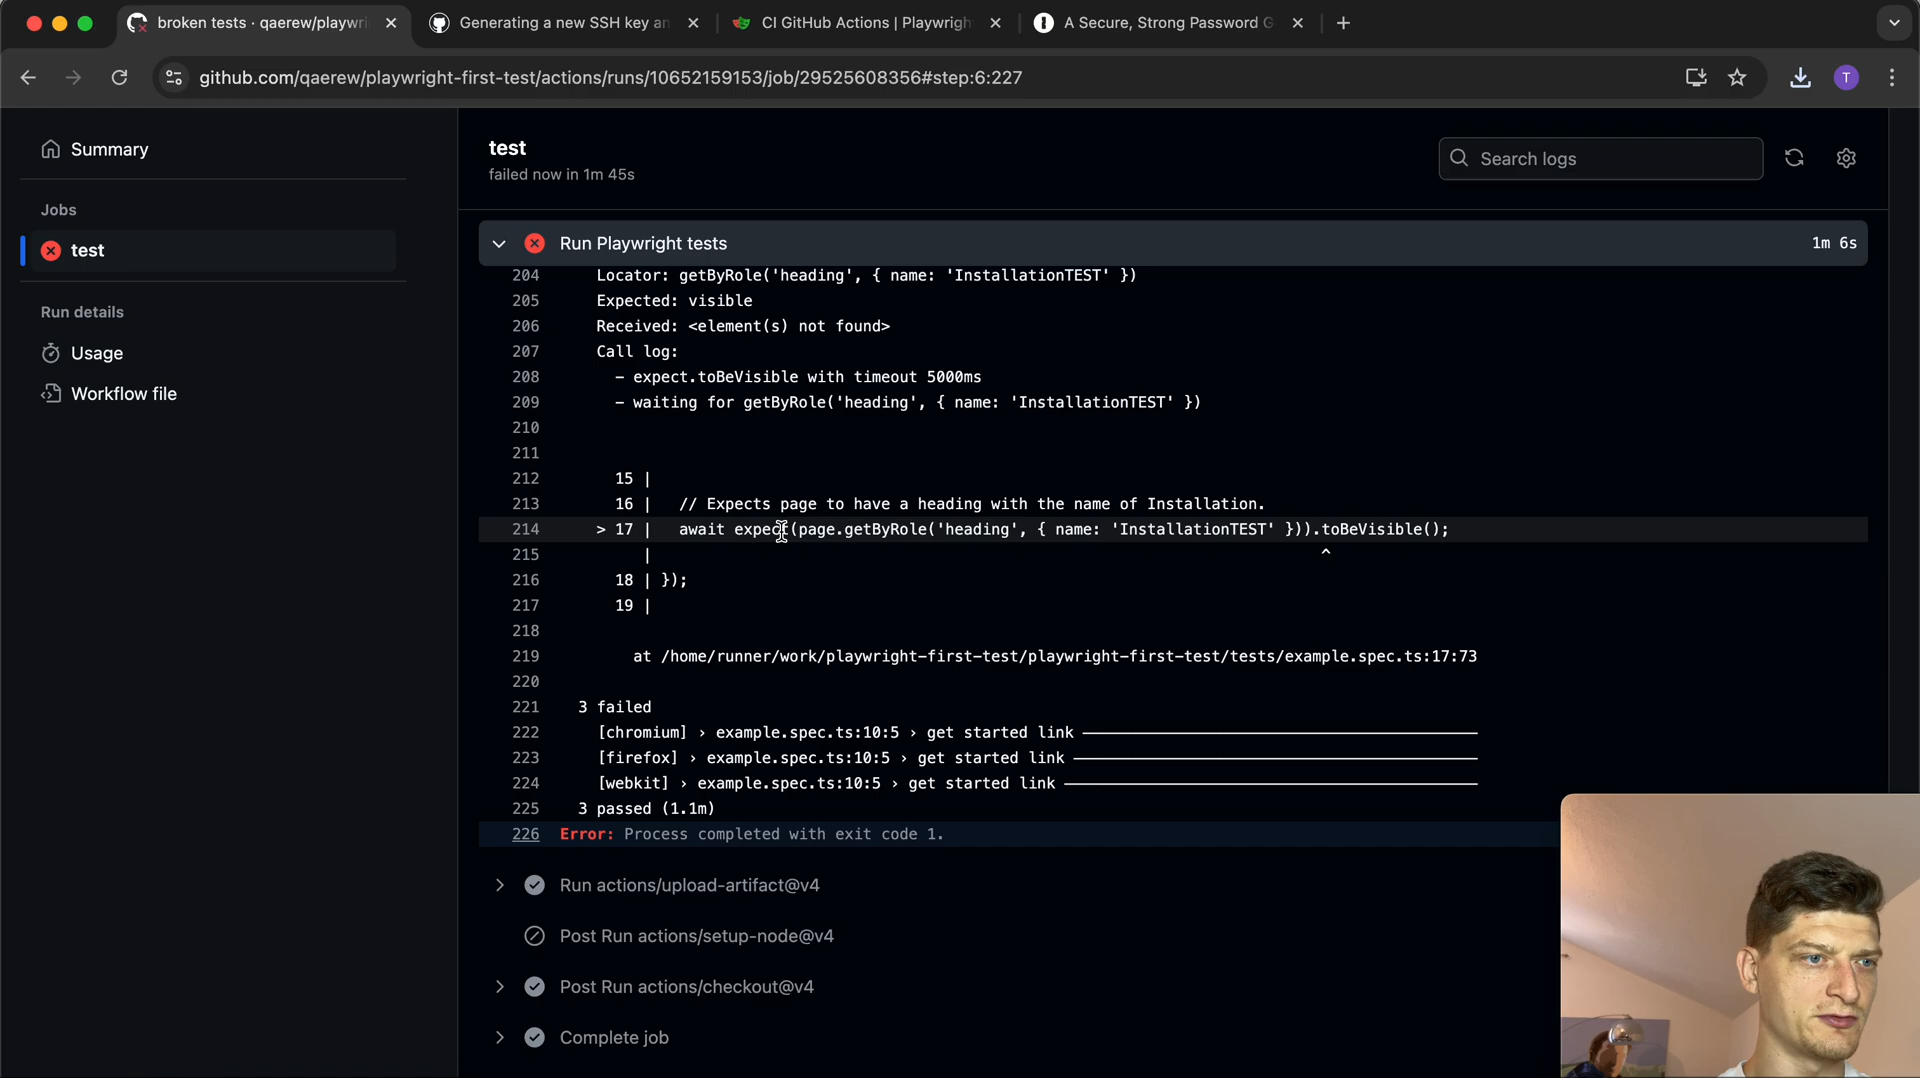 broken tests · qaerew/playwri
Generating a new SSH key an
CI GitHub Actions | Playwrigh
A Secure, Strong Password G
github.com/qaerew/playwright-first-test/actions/runs/10652159153/job/29525608356#step:6:227
T
Summary
Jobs
test
Run details
Usage
Workflow file
test
failed now in 1m 45s
Search logs
Run Playwright tests 1m 6s
204 Locator: getByRole('heading', { name: 'InstallationTEST' })
205 Expected: visible
206 Received: <element(s) not found>
207 Call log:
208 – expect.toBeVisible with timeout 5000ms
209 – waiting for getByRole('heading', { name: 'InstallationTEST' })
210
211
212 15 |
213 16 | // Expects page to have a heading with the name of Installation.
214 > 17 | await expect(page.getByRole('heading', { name: 'InstallationTEST' })).toBeVisible();
215 | ^
216 18 | });
217 19 |
218
219 at /home/runner/work/playwright-first-test/playwright-first-test/tests/example.spec.ts:17:73
220
221 3 failed
222 [chromium] › example.spec.ts:10:5 › get started link ────────────────────
223 [firefox] › example.spec.ts:10:5 › get started link ────────────────────
224 [webkit] › example.spec.ts:10:5 › get started link ────────────────────
225 3 passed (1.1m)
226 Error: Process completed with exit code 1.
Run actions/upload-artifact@v4
Post Run actions/setup-node@v4
Post Run actions/checkout@v4
Complete job